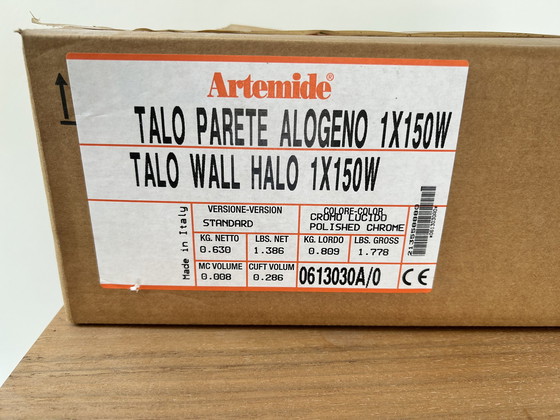 Artemide®
TALO PARETE ALOGENO 1X150W
TALO WALL HALO 1X150W
Made in Italy
VERSIONE-VERSION
STANDARD
COLORE-COLOR
CROMO LUCIDO
POLISHED CHROME
KG. NETTO
0.630
LBS. NET
1.386
KG. LORDO
0.809
LBS. GROSS
1.778
MC VOLUME
0.008
CUFT VOLUM
0.286
0613030A/0
CE